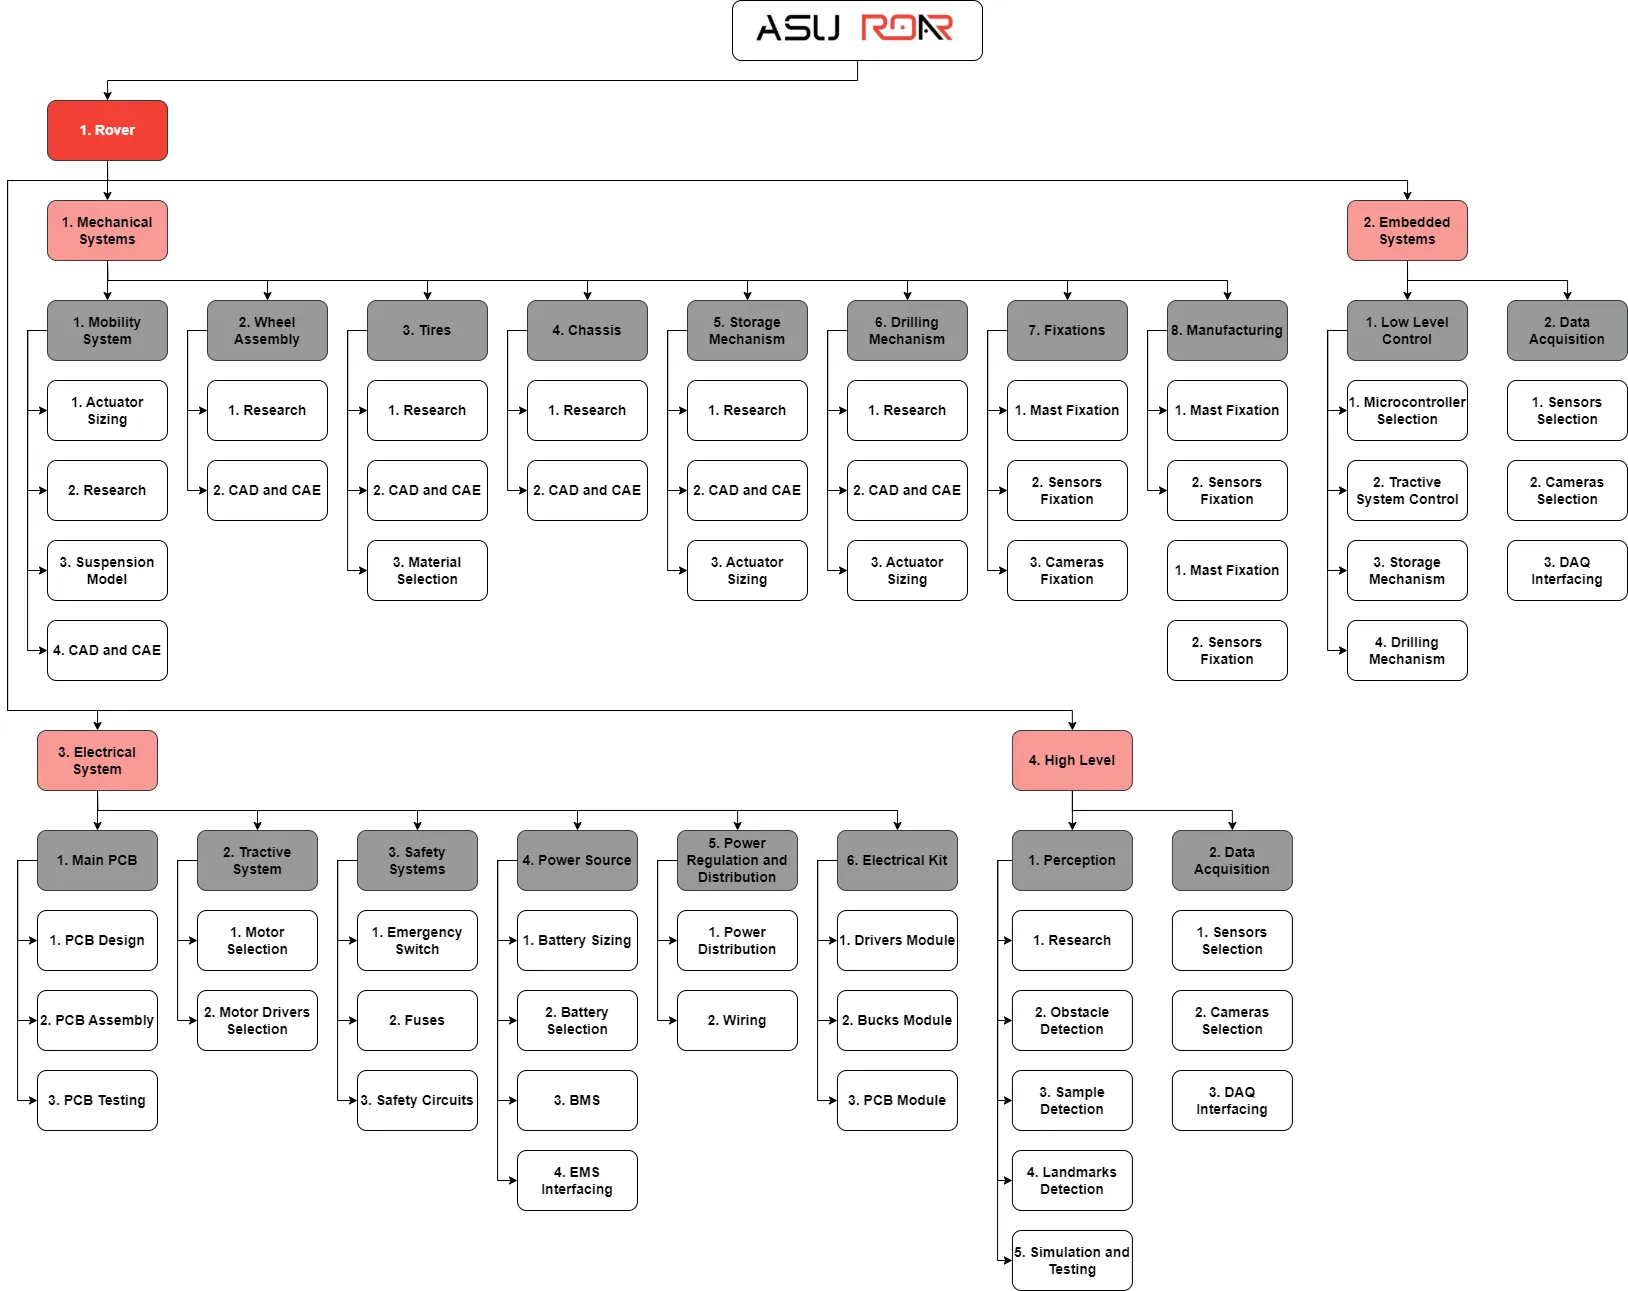 ASU ROAR
1. Rover
1. Mechanical
Systems
2. Embedded
Systems
1. Mobility
System
2. Wheel
Assembly
3. Tires
4. Chassis
5. Storage
Mechanism
6. Drilling
Mechanism
7. Fixations
8. Manufacturing
1. Low Level
Control
2. Data
Acquisition
1. Actuator
Sizing
1. Research
1. Research
1. Research
1. Research
1. Research
1. Mast Fixation
1. Mast Fixation
1. Microcontroller
Selection
1. Sensors
Selection
2. Research
2. CAD and CAE
2. CAD and CAE
2. CAD and CAE
2. CAD and CAE
2. CAD and CAE
2. Sensors
Fixation
2. Sensors
Fixation
2. Tractive
System Control
2. Cameras
Selection
3. Suspension
Model
3. Material
Selection
3. Actuator
Sizing
3. Actuator
Sizing
3. Cameras
Fixation
1. Mast Fixation
3. Storage
Mechanism
3. DAQ
Interfacing
4. CAD and CAE
2. Sensors
Fixation
4. Drilling
Mechanism
3. Electrical
System
4. High Level
1. Main PCB
2. Tractive
System
3. Safety
Systems
4. Power Source
5. Power
Regulation and
Distribution
6. Electrical Kit
1. Perception
2. Data
Acquisition
1. PCB Design
1. Motor
Selection
1. Emergency
Switch
1. Battery Sizing
1. Power
Distribution
1. Drivers Module
1. Research
1. Sensors
Selection
2. PCB Assembly
2. Motor Drivers
Selection
2. Fuses
2. Battery
Selection
2. Wiring
2. Bucks Module
2. Obstacle
Detection
2. Cameras
Selection
3. PCB Testing
3. Safety Circuits
3. BMS
3. PCB Module
3. Sample
Detection
3. DAQ
Interfacing
4. EMS
Interfacing
4. Landmarks
Detection
5. Simulation and
Testing